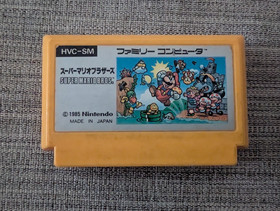 HVC-SM
ファミリー コンピュータ
スーパーマリオブラザーズ
SUPER MARIO BROS.
© 1985 Nintendo
MADE IN JAPAN